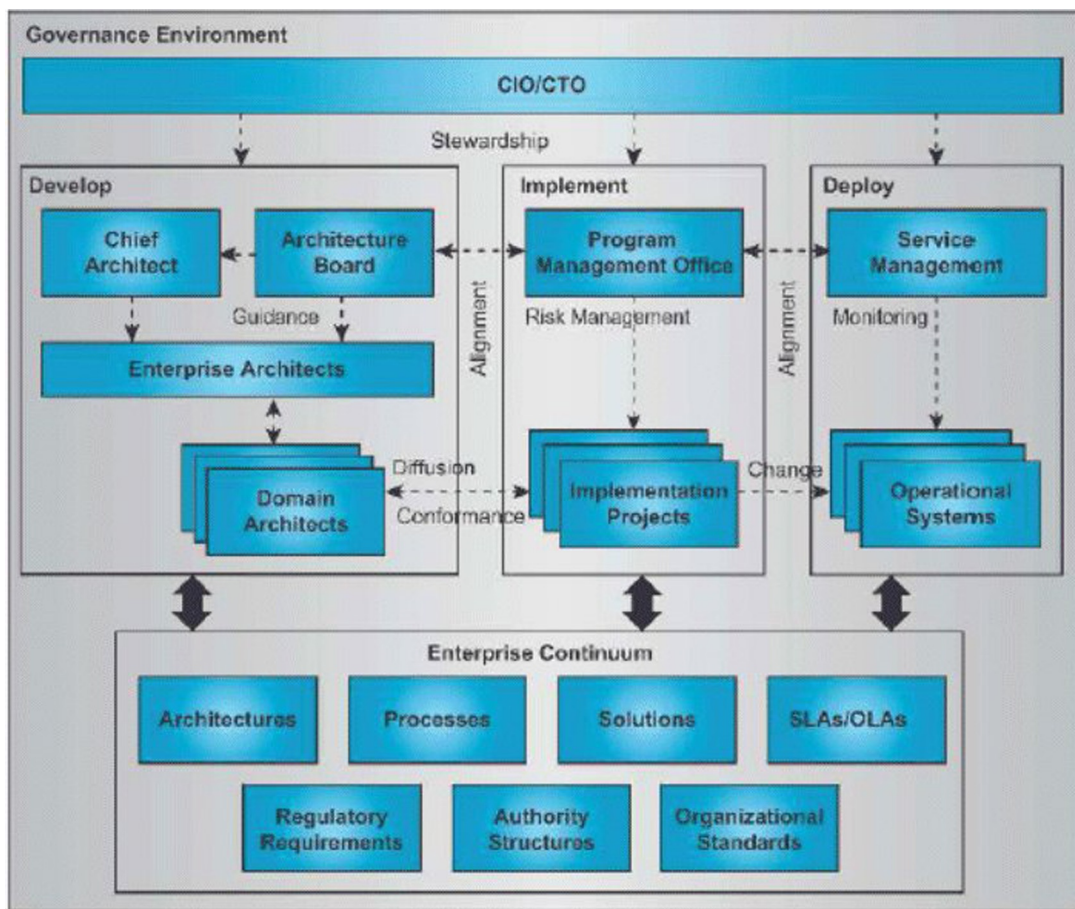 Governance Environment
CIO/CTO
Stewardship
Develop
Chief
Architect
Architecture
Board
Guidance
Enterprise Architects
Domain
Architects
Alignment
Diffusion
Conformance
Implement
Program
Management Office
Risk Management
Implementation
Projects
Alignment
Change
Deploy
Service
Management
Monitoring
Operational
Systems
Enterprise Continuum
Architectures
Processes
Solutions
SLAs/OLAs
Regulatory
Requirements
Authority
Structures
Organizational
Standards